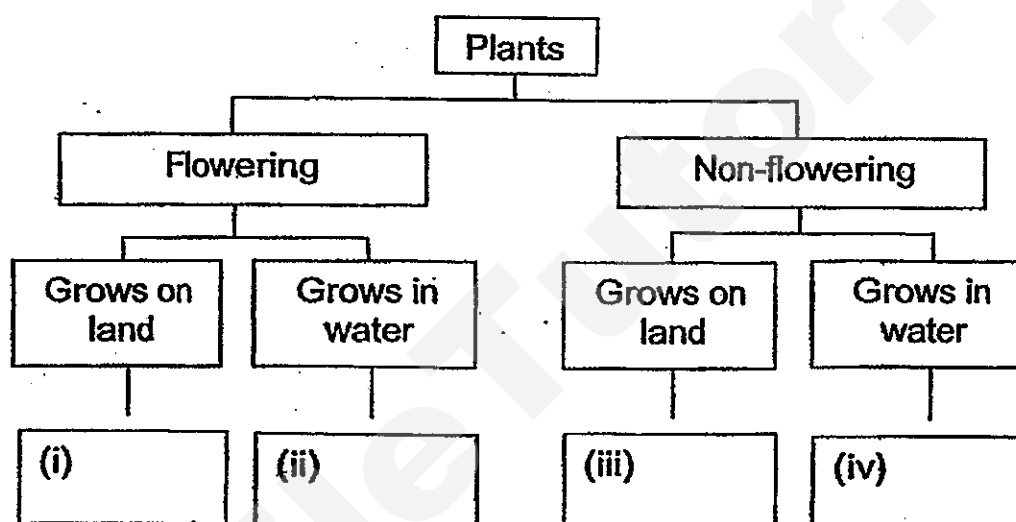 Plants
Flowering
Non-flowering
Grows on
land
Grows in
water
Grows on
land
Grows in
water
(i)
(ii)
(iii)
(iv)